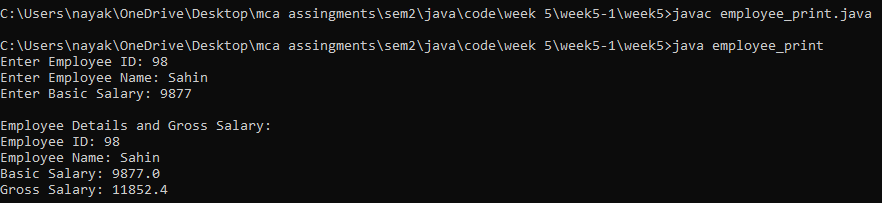 C:\Users\nayak\OneDrive\Desktop\mca assingments\sem2\java\code\week 5\week5-1\week5>javac employee_print.java
C:\Users\nayak\OneDrive\Desktop\mca assingments\sem2\java\code\week 5\week5-1\week5>java employee_print
Enter Employee ID: 98
Enter Employee Name: Sahin
Enter Basic Salary: 9877
Employee Details and Gross Salary:
Employee ID: 98
Employee Name: Sahin
Basic Salary: 9877.0
Gross Salary: 11852.4